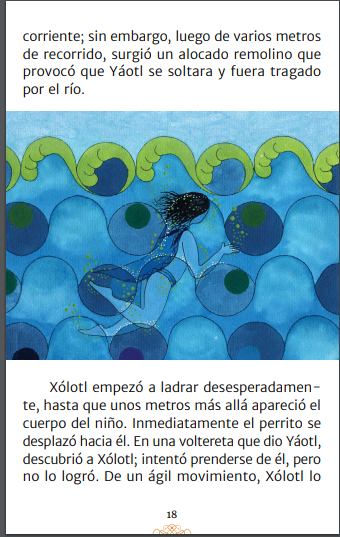 corriente; sin embargo, luego de varios metros
de recorrido, surgió un alocado remolino que
provocó que Yáotl se soltara y fuera tragado
por el río.
Xólotl empezó a ladrar desesperadamen-
te, hasta que unos metros más allá apareció el
cuerpo del niño. Inmediatamente el perrito se
desplazó hacia él. En una voltereta que dio Yáotl,
descubrió a Xólotl; intentó prenderse de él, pero
no lo logró. De un ágil movimiento, Xólotl lo
18